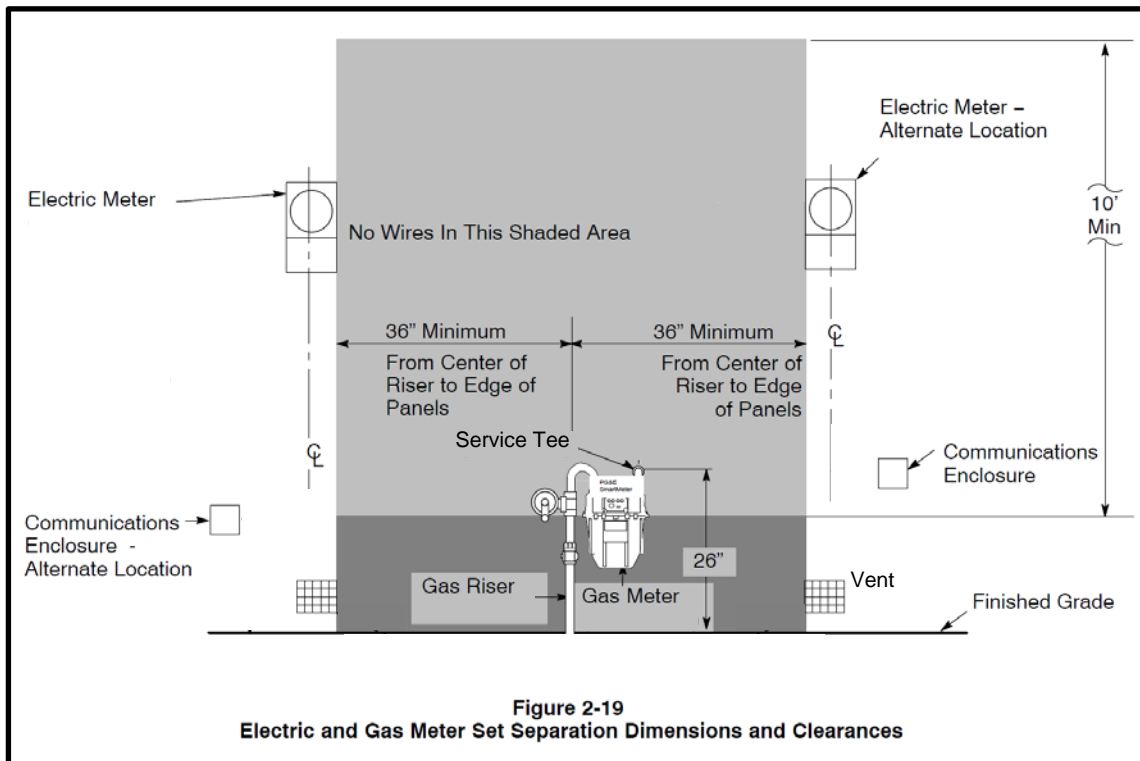 Electric Meter –
Alternate Location
Electric Meter
10’
Min
No Wires In This Shaded Area
36” Minimum
36” Minimum
From Center of
Riser to Edge of
Panels
From Center of
Riser to Edge
of Panels
℄
℄
Service Tee
PG&E
SmartMeter
Communications
Enclosure
Communications
Enclosure -
Alternate Location
26”
Gas Riser
Gas Meter
Vent
Finished Grade
Figure 2-19
Electric and Gas Meter Set Separation Dimensions and Clearances